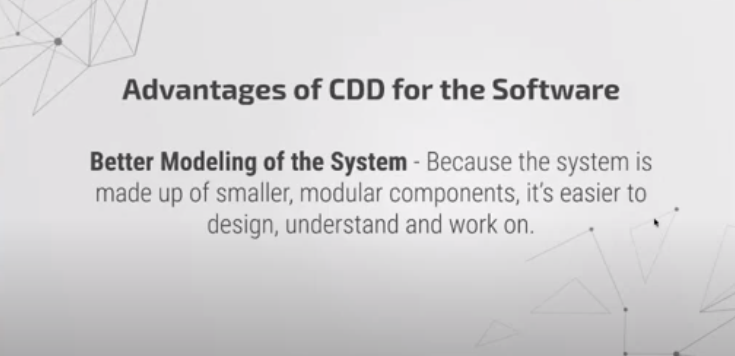 Advantages of CDD for the Software
Better Modeling of the System - Because the system is
made up of smaller, modular components, it's easier to
design, understand and work on.